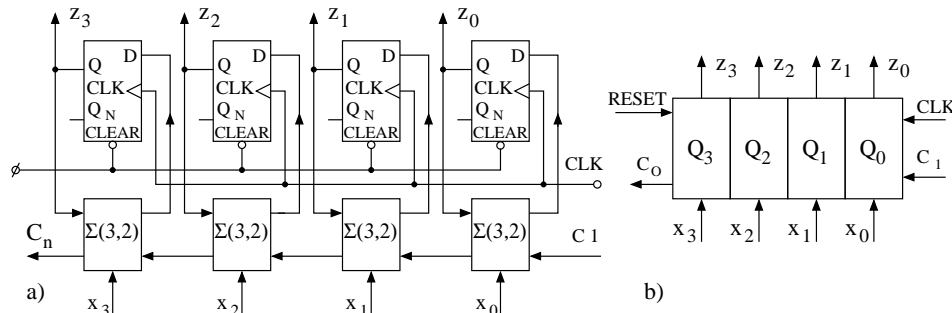 z3 z2 z1 z0
Q D Q D Q D Q D
CLK CLK CLK CLK
QN QN QN QN
CLEAR CLEAR CLEAR CLEAR
CLK
Σ(3,2) Σ(3,2) Σ(3,2) Σ(3,2)
Cn C1
a) x3 x2 x1 x0
z3 z2 z1 z0
RESET CLK
Q3 Q2 Q1 Q0
CO C1
x3 x2 x1 x0
b)